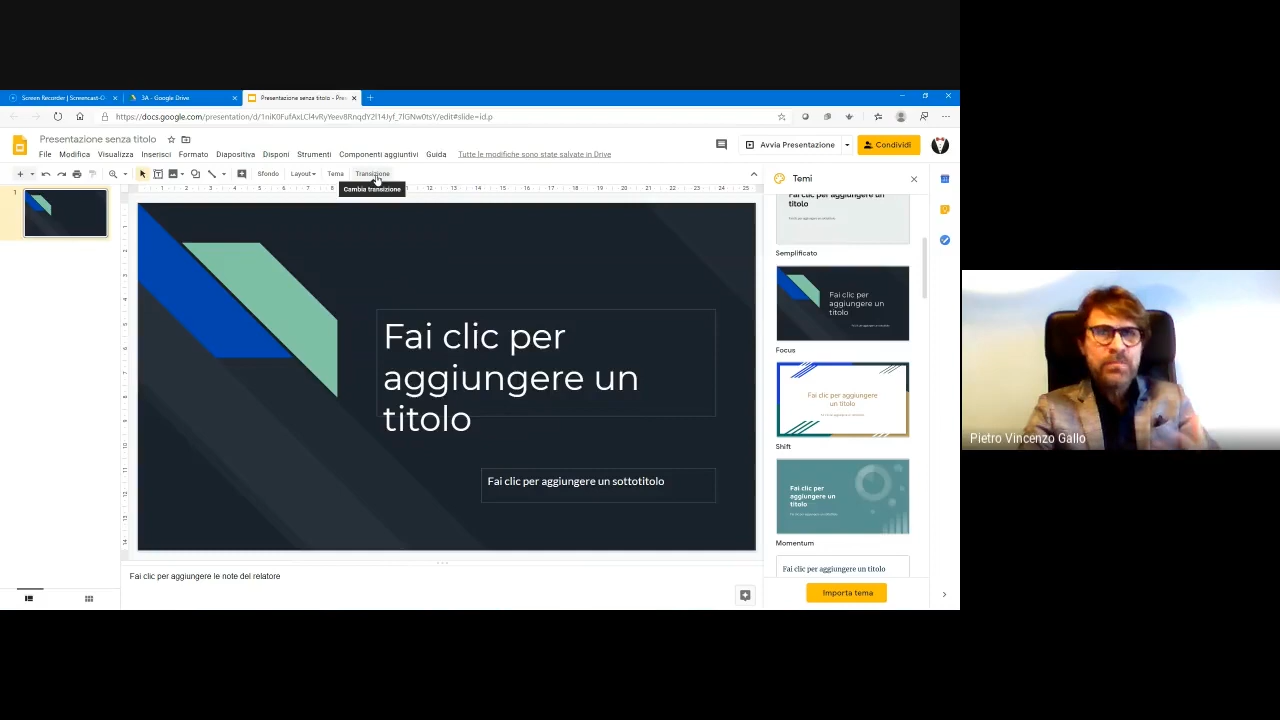 Screen Recorder | Screencast-O
3A - Google Drive
Presentazione senza titolo - Pre
https://docs.google.com/presentation/d/
Presentazione senza titolo
File Modifica Visualizza Inserisci Formato Diapositiva Disponi Strumenti Componenti aggiuntivi Guida Tutte le modifiche sono state salvate in Drive
Avvia Presentazione
Condividi
Sfondo Layout Tema Transizione
Cambia transizione
1
Fai clic per
aggiungere un
titolo
Fai clic per aggiungere un sottotitolo
Fai clic per aggiungere le note del relatore
Temi
Fai clic per aggiungere un
titolo
Semplificato
Fai clic per
aggiungere un
titolo
Focus
Fai clic per aggiungere
un titolo
Shift
Fai clic per
aggiungere un
titolo
Momentum
Fai clic per aggiungere un titolo
Importa tema
Pietro Vincenzo Gallo